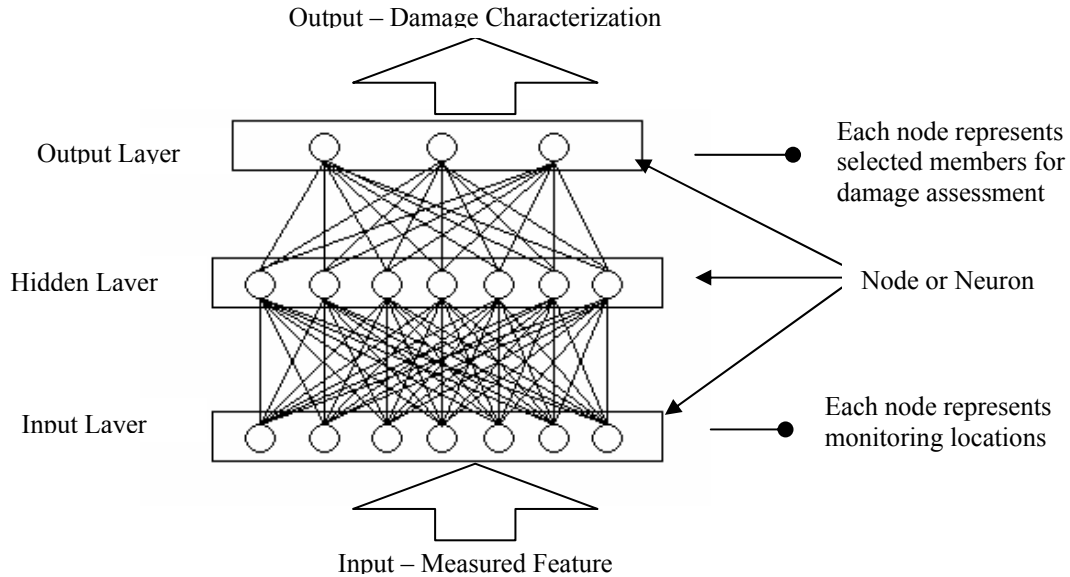 Output – Damage Characterization
Output Layer
Each node represents
selected members for
damage assessment
Hidden Layer
Node or Neuron
Input Layer
Each node represents
monitoring locations
Input – Measured Feature